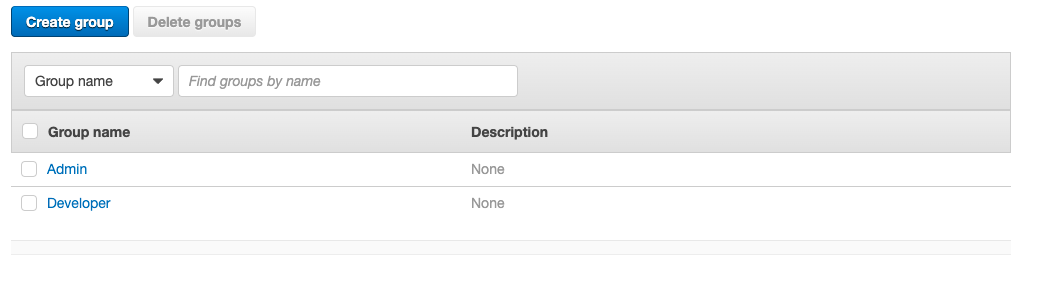 Create group Delete groups
Group name Find groups by name
Group name Description
Admin None
Developer None